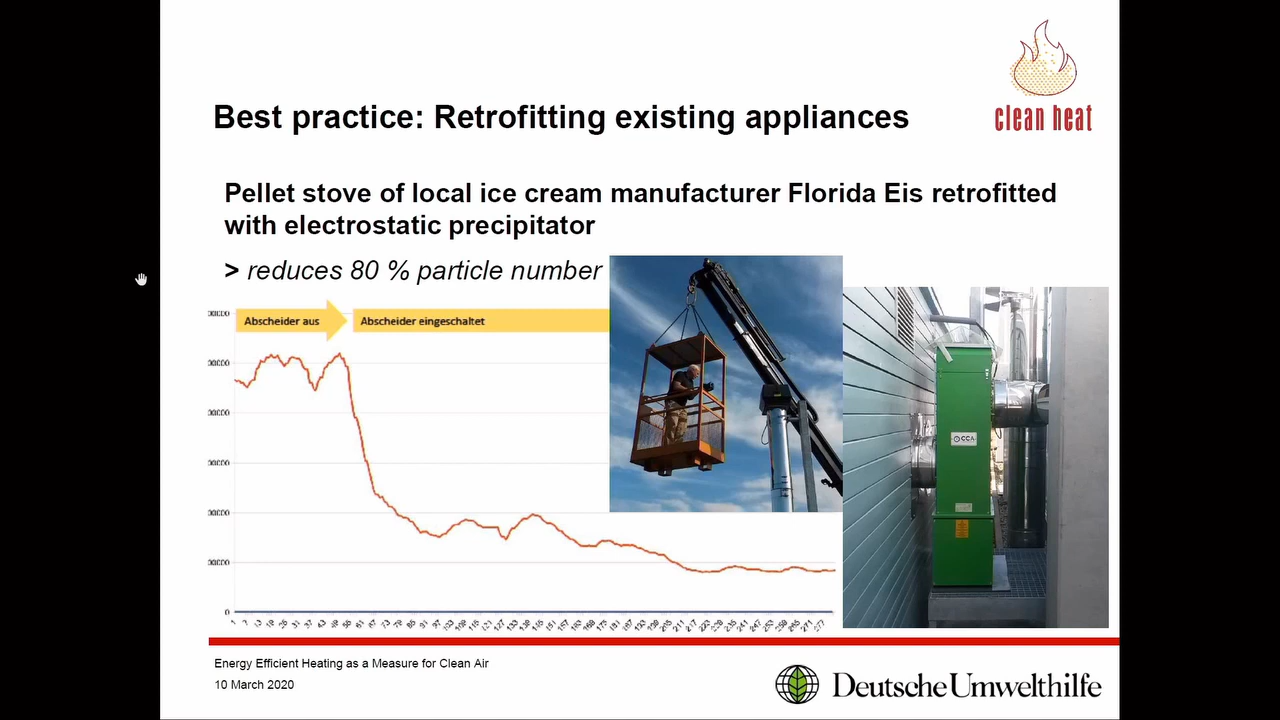 clean heat
Best practice: Retrofitting existing appliances
Pellet stove of local ice cream manufacturer Florida Eis retrofitted
with electrostatic precipitator
> reduces 80 % particle number
Abscheider aus
Abscheider eingeschaltet
0
CCA
Energy Efficient Heating as a Measure for Clean Air
10 March 2020
Deutsche Umwelthilfe